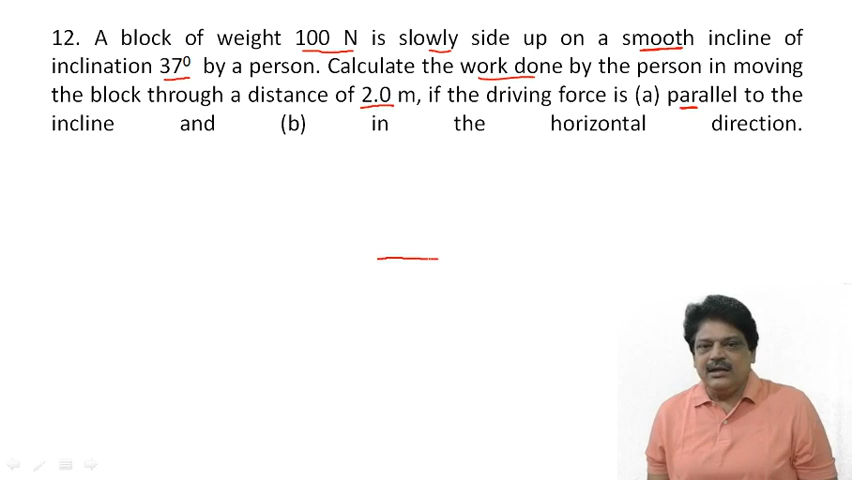 12. A block of weight 100 N is slowly side up on a smooth incline of
inclination 37⁰ by a person. Calculate the work done by the person in moving
the block through a distance of 2.0 m, if the driving force is (a) parallel to the
incline and (b) in the horizontal direction.